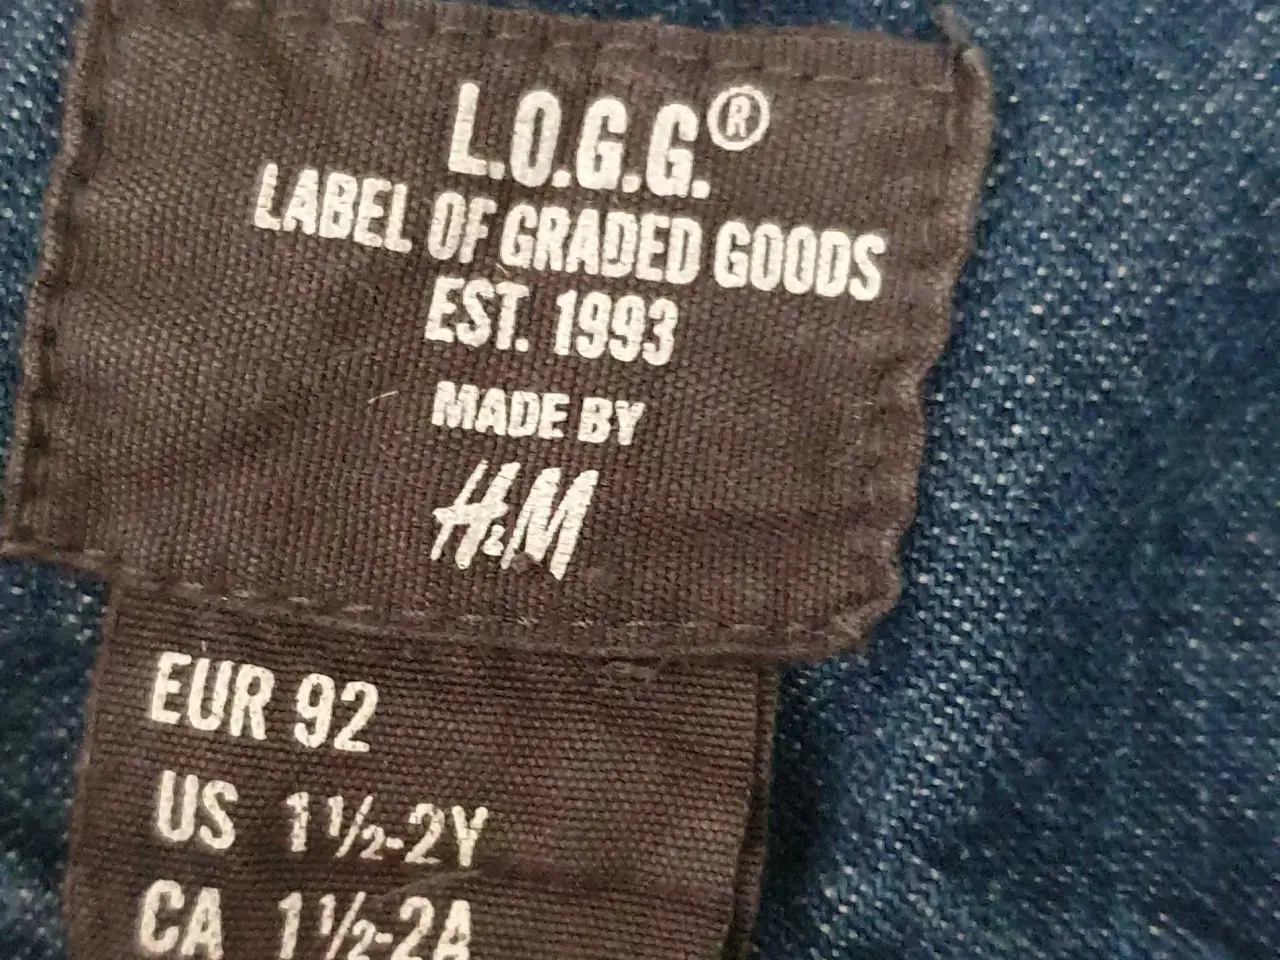 L.O.G.G.®
LABEL OF GRADED GOODS
EST. 1993
MADE BY
H&M
EUR 92
US 1½-2Y
CA 1½-2A